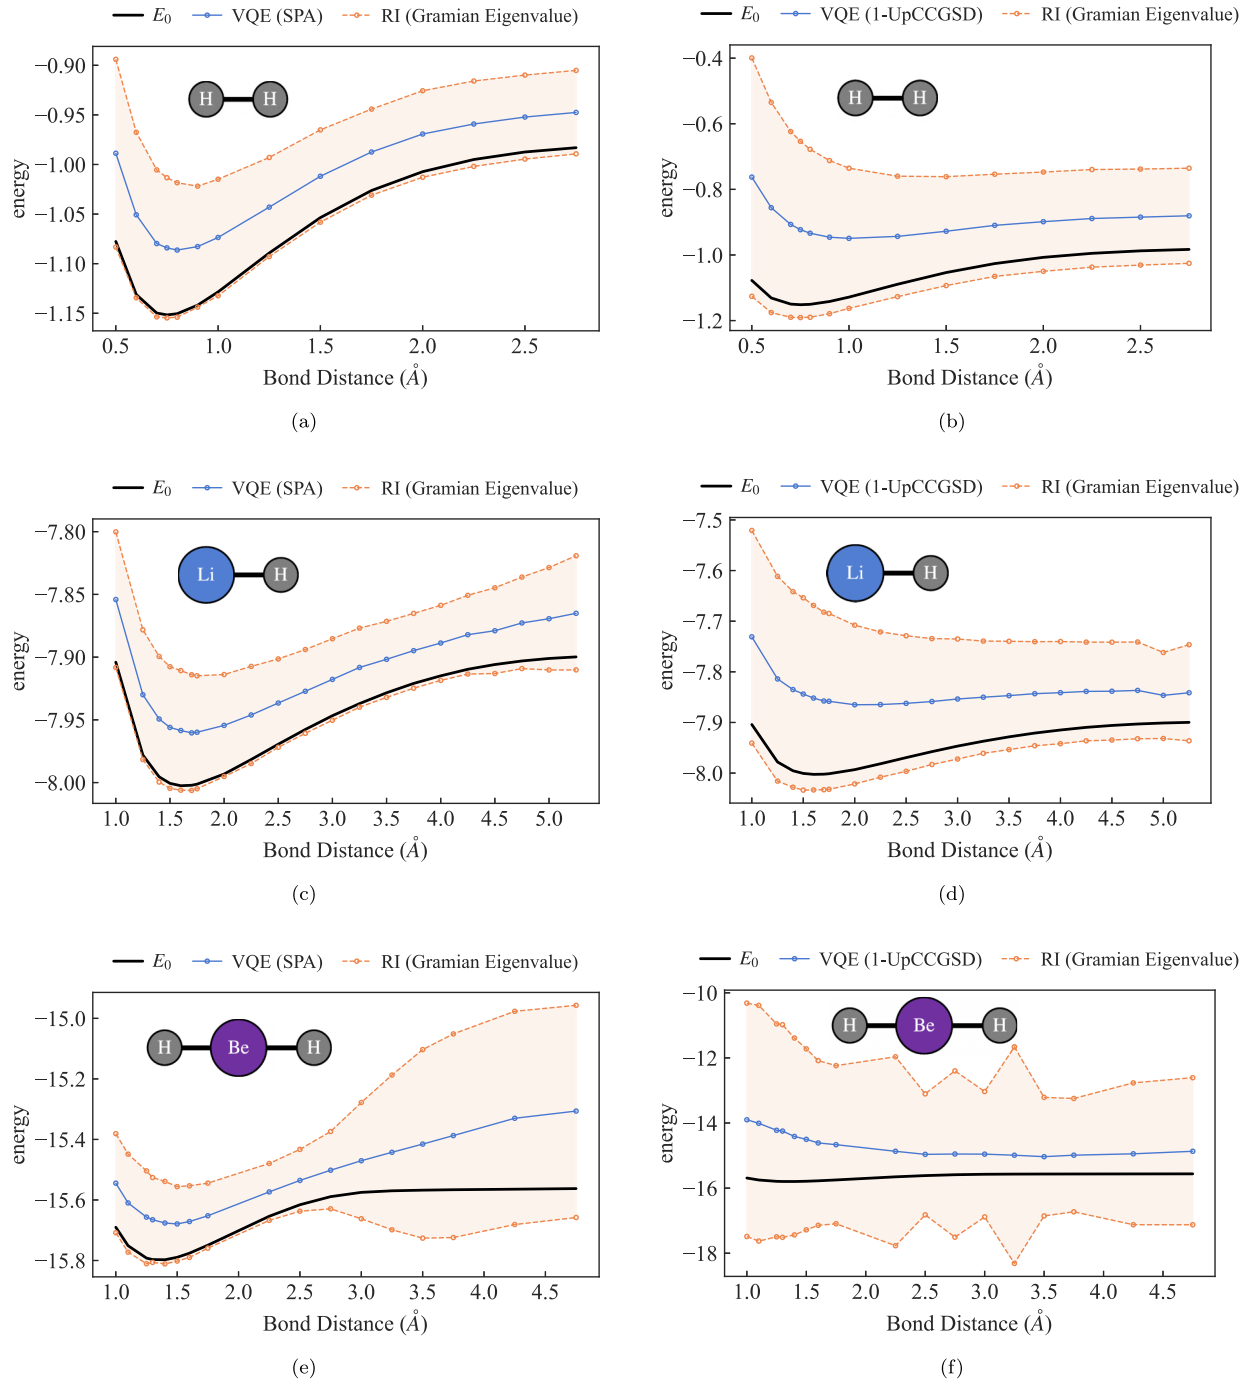 E₀ VQE (SPA) RI (Gramian Eigenvalue)
−0.90
−0.95
−1.00
−1.05
−1.10
−1.15
energy
H H
0.5 1.0 1.5 2.0 2.5
Bond Distance (Å)
(a)
E₀ VQE (1-UpCCGSD) RI (Gramian Eigenvalue)
−0.4
−0.6
−0.8
−1.0
−1.2
energy
H H
0.5 1.0 1.5 2.0 2.5
Bond Distance (Å)
(b)
E₀ VQE (SPA) RI (Gramian Eigenvalue)
−7.80
−7.85
−7.90
−7.95
−8.00
energy
Li H
1.0 1.5 2.0 2.5 3.0 3.5 4.0 4.5 5.0
Bond Distance (Å)
(c)
E₀ VQE (1-UpCCGSD) RI (Gramian Eigenvalue)
−7.5
−7.6
−7.7
−7.8
−7.9
−8.0
energy
Li H
1.0 1.5 2.0 2.5 3.0 3.5 4.0 4.5 5.0
Bond Distance (Å)
(d)
E₀ VQE (SPA) RI (Gramian Eigenvalue)
−15.0
−15.2
−15.4
−15.6
−15.8
energy
H Be H
1.0 1.5 2.0 2.5 3.0 3.5 4.0 4.5
Bond Distance (Å)
(e)
E₀ VQE (1-UpCCGSD) RI (Gramian Eigenvalue)
−10
−12
−14
−16
−18
energy
H Be H
1.0 1.5 2.0 2.5 3.0 3.5 4.0 4.5
Bond Distance (Å)
(f)